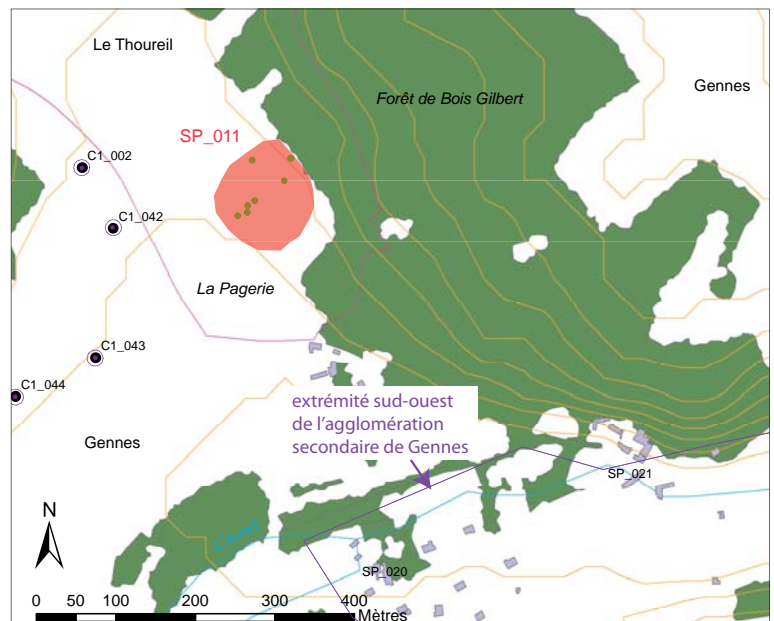 Le Thoureil
Forêt de Bois Gilbert
Gennes
SP_011
C1_002
C1_042
La Pagerie
C1_043
C1_044
extrémité sud-ouest
de l'agglomération
secondaire de Gennes
Gennes
SP_021
N
L'Avort
SP_020
0 50 100 200 300 400
Mètres